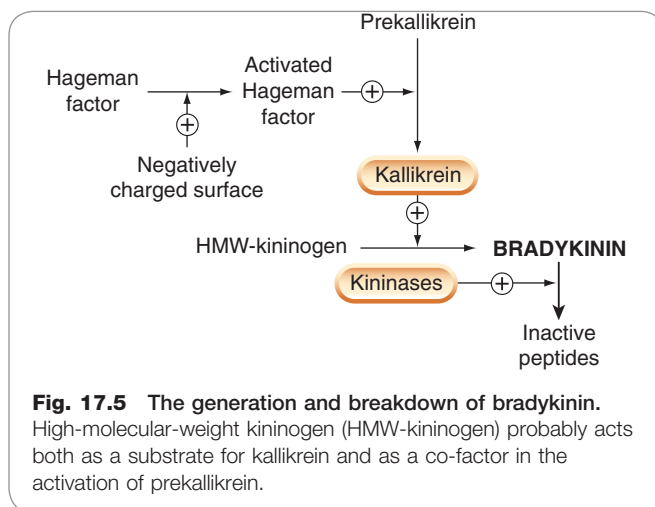 Prekallikrein
Hageman
factor
Activated
Hageman
factor
+
+
Negatively
charged surface
Kallikrein
+
HMW-kininogen
BRADYKININ
Kininases
+
Inactive
peptides
Fig. 17.5 The generation and breakdown of bradykinin.
High-molecular-weight kininogen (HMW-kininogen) probably acts
both as a substrate for kallikrein and as a co-factor in the
activation of prekallikrein.